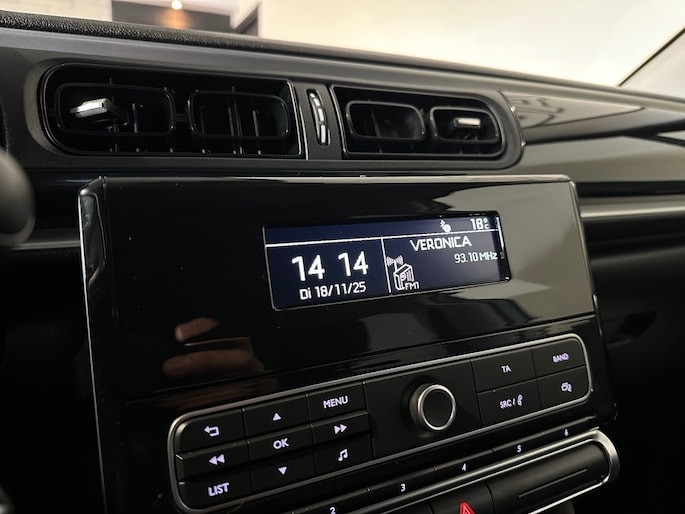 18°C
VERONICA
14 14
93.10 MHz
Di 18/11/25
FM1
TA
BAND
MENU
SRC /
OK
LIST
2
3
4
5
6